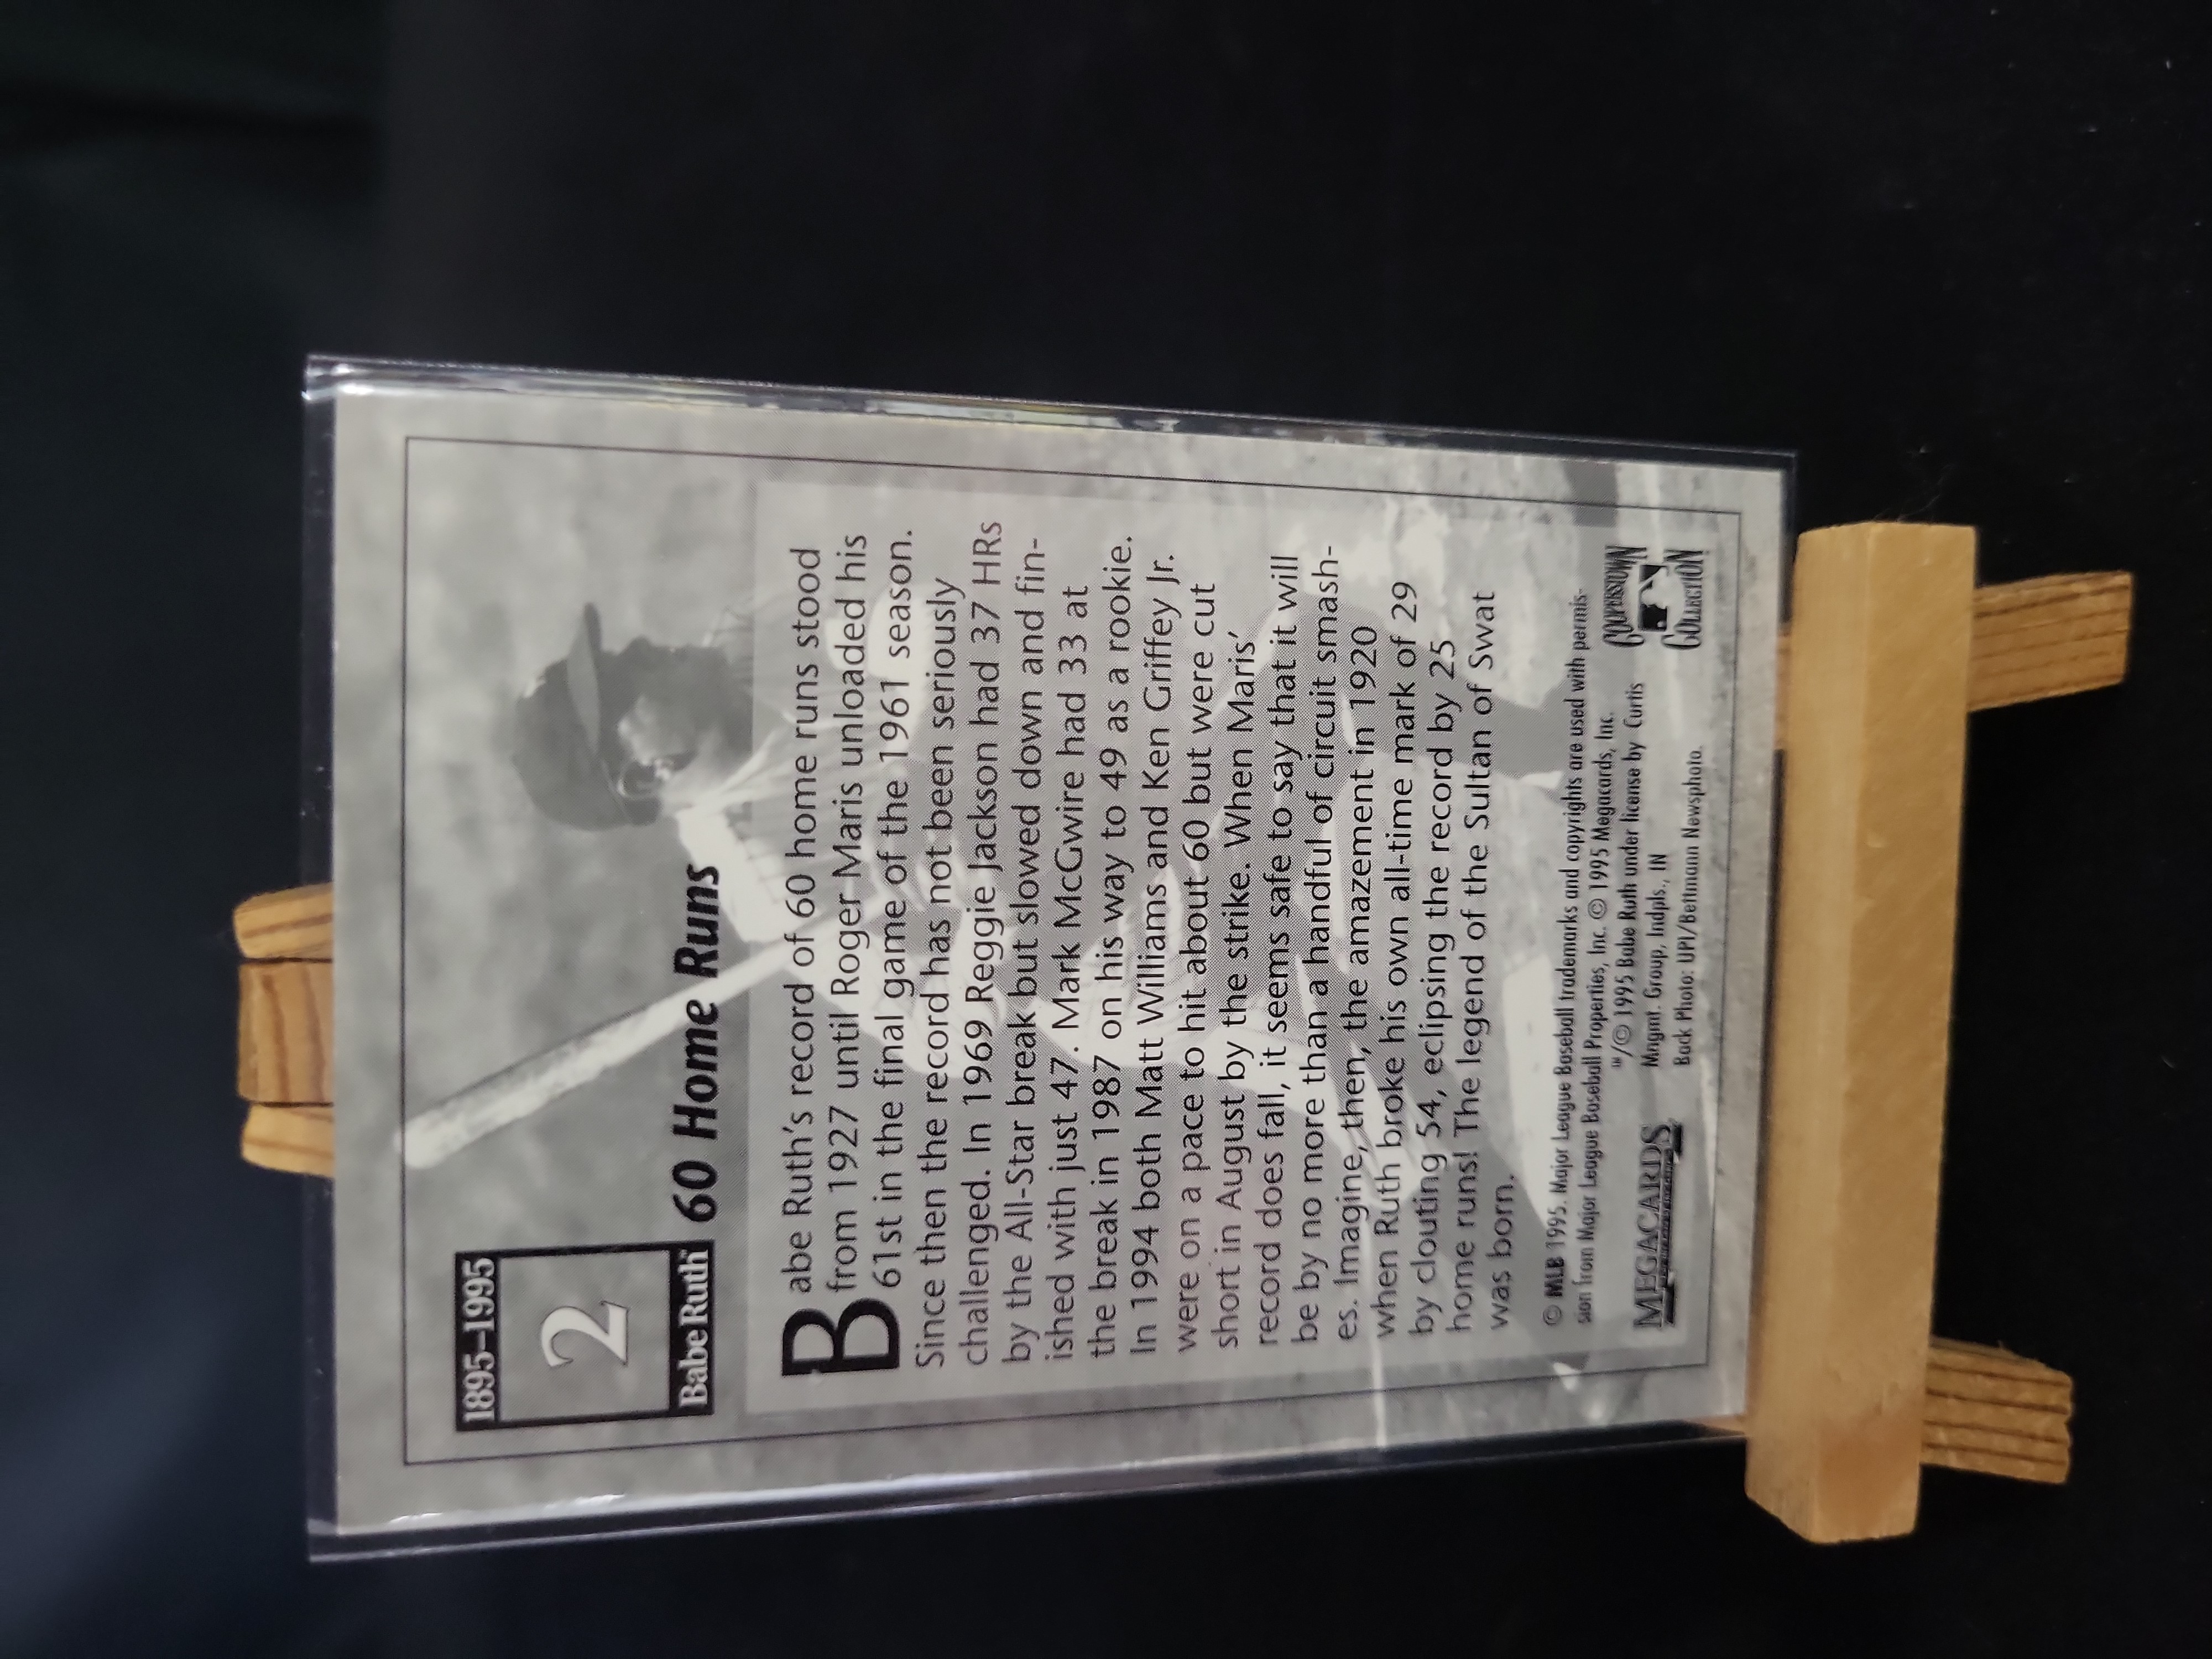 1895–1995
2
Babe Ruth
60 Home Runs
Babe Ruth's record of 60 home runs stood
from 1927 until Roger Maris unloaded his
61st in the final game of the 1961 season.
Since then the record has not been seriously
challenged. In 1969 Reggie Jackson had 37 HRs
by the All-Star break but slowed down and fin-
ished with just 47. Mark McGwire had 33 at
the break in 1987 on his way to 49 as a rookie.
In 1994 both Matt Williams and Ken Griffey Jr.
were on a pace to hit about 60 but were cut
short in August by the strike. When Maris'
record does fall, it seems safe to say that it will
be by no more than a handful of circuit smash-
es. Imagine, then, the amazement in 1920
when Ruth broke his own all-time mark of 29
by clouting 54, eclipsing the record by 25
home runs! The legend of the Sultan of Swat
was born.
© MLB 1995. Major League Baseball trademarks and copyrights are used with permis-
sion from Major League Baseball Properties, Inc. © 1995 Megacards, Inc.
™/© 1995 Babe Ruth under license by Curtis
Mngmt. Group, Indpls., IN
Back Photo: UPI/Bettmann Newsphoto.
MEGACARDS
COOPERSTOWN
COLLECTION